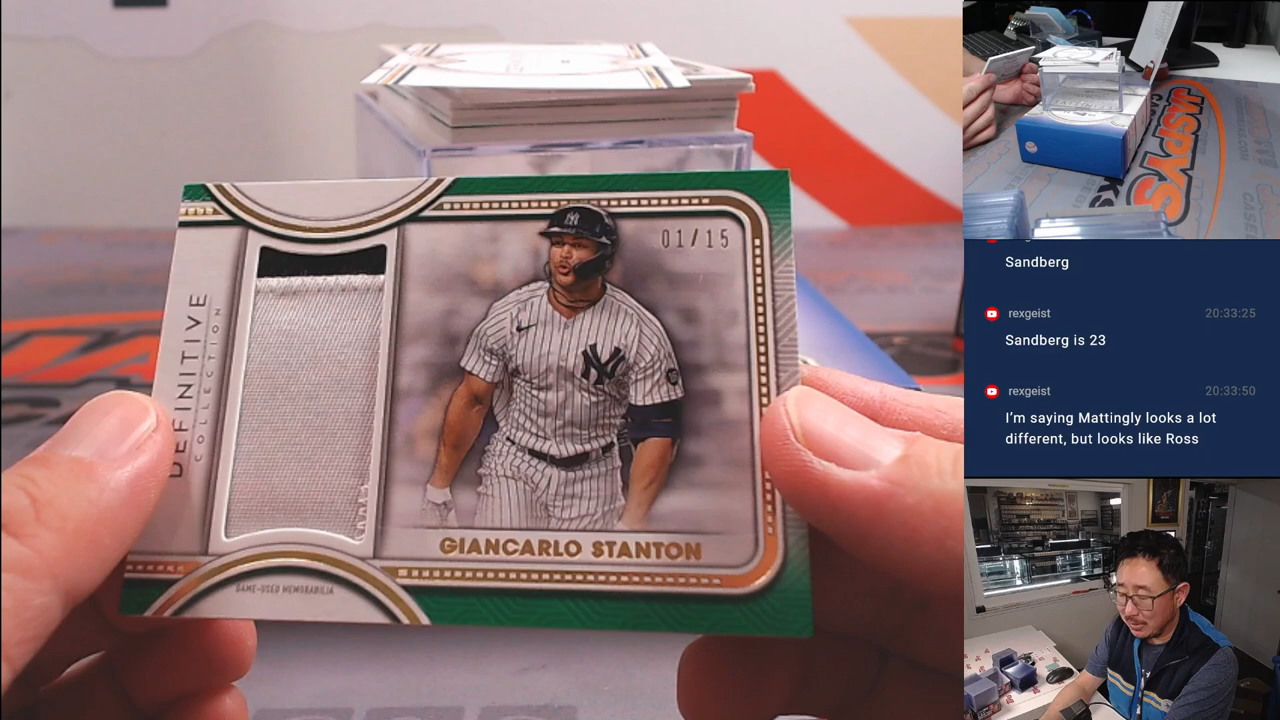 01/15
DEFINITIVE
COLLECTION
NY
GIANCARLO STANTON
GAME-USED MEMORABILIA
JASPYS
Sandberg
rexgeist 20:33:25
Sandberg is 23
rexgeist 20:33:50
I'm saying Mattingly looks a lot
different, but looks like Ross